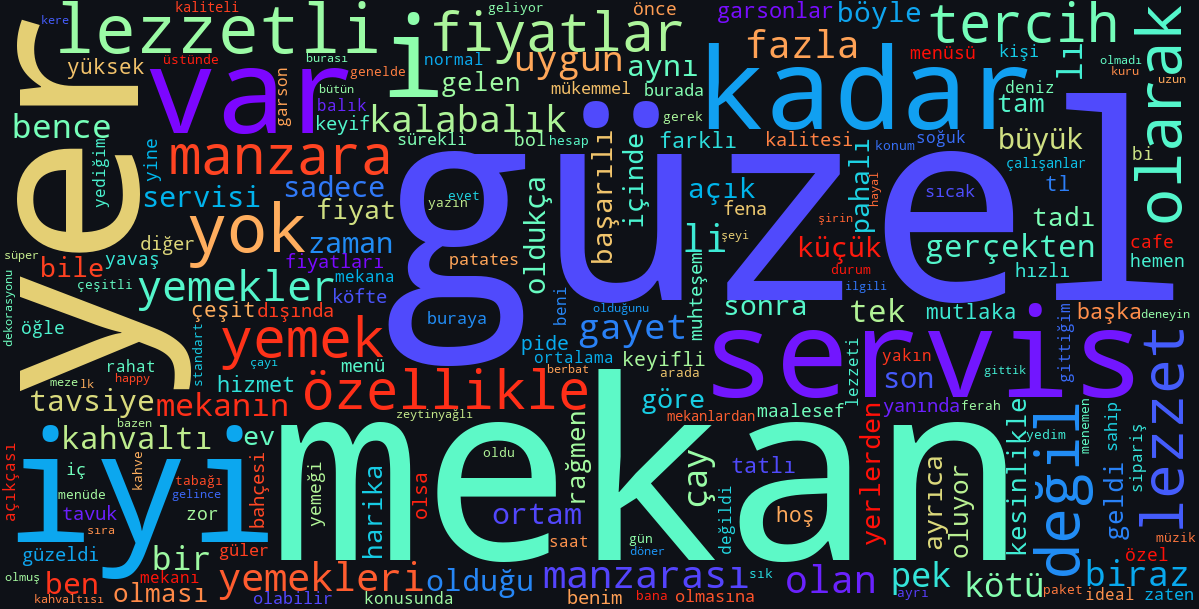 kere kaliteli geliyor önce garsonlar böyle tercih
lezzetli i fiyatlar fazla menüsü kişi lı olmadı
yüksek üstünde burası normal uygun aynı kuru uzun
yer var garson genelde gelen mükemmel burada kadar deniz olarak
bütün balık tam
bence keyif kalabalık gerek
yediğim yine sürekli bol hesap farklı kalitesi soğuk büyük
manzara başarılı içinde konum bi
servisi sadece evet oldukça açık pahalı hayal sıcak çalışanlar tl
yok fiyat yazın güzel fena şirin tadı
diğer zaman li şeyi küçük gerçekten cafe
süper yavaş fiyatları patates muhteşem hemen
dekorasyonu bile çeşitli yemekler mekana durum hızlı
köfte beni ilgili
öğle çeşit dışında buraya olduğunu sonra tek mutlaka başka deneyin
standart yemek gayet servis gittiğim
pide ortalama keyifli yakın
rahat menü çayı berbat arada lezzeti son gittik lezzet
meze lk happy hizmet özellikle
tavsiye mekanın zeytinyağlı göre maalesef yanında ferah
bazen mekanlardan kesinlikle değil menemen sahip
kahvaltı ev rağmen mekan yerlerden yedim
açıkçası iyi iç kahve bahçesi oldu çay tatlı ayrıca sipariş
menüde tabağı yemeği harika olsa oluyor geldi
tavuk gelince zor ortam değildi hoş
sıra saat gün müzik
güzeldi bir güler döner özel
olmuş mekanı yemekleri olduğu manzarası sık olan pek biraz
kahvaltısı ben olması olabilir konusunda benim bana olmasına ayrı kötü paket ideal zaten